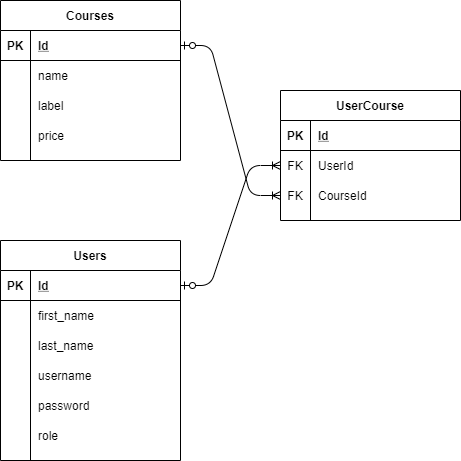 Courses
PK Id
name
label
price
UserCourse
PK Id
FK UserId
FK CourseId
Users
PK Id
first_name
last_name
username
password
role